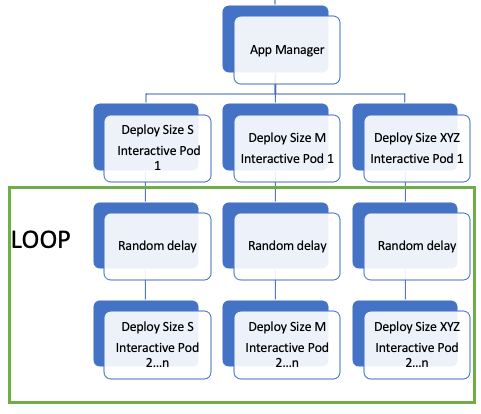 App Manager
Deploy Size S
Interactive Pod
1
Deploy Size M
Interactive Pod 1
Deploy Size XYZ
Interactive Pod 1
LOOP
Random delay
Random delay
Random delay
Deploy Size S
Interactive Pod
2...n
Deploy Size M
Interactive Pod
2...n
Deploy Size XYZ
Interactive Pod
2...n